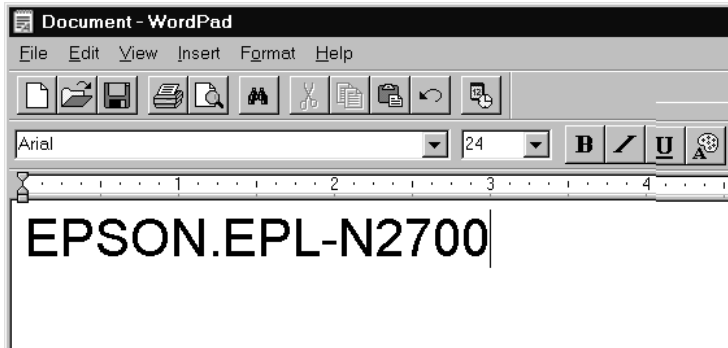 Document - WordPad
File Edit View Insert Format Help
Arial 24 B I U A
1 2 3 4
EPSON.EPL-N2700